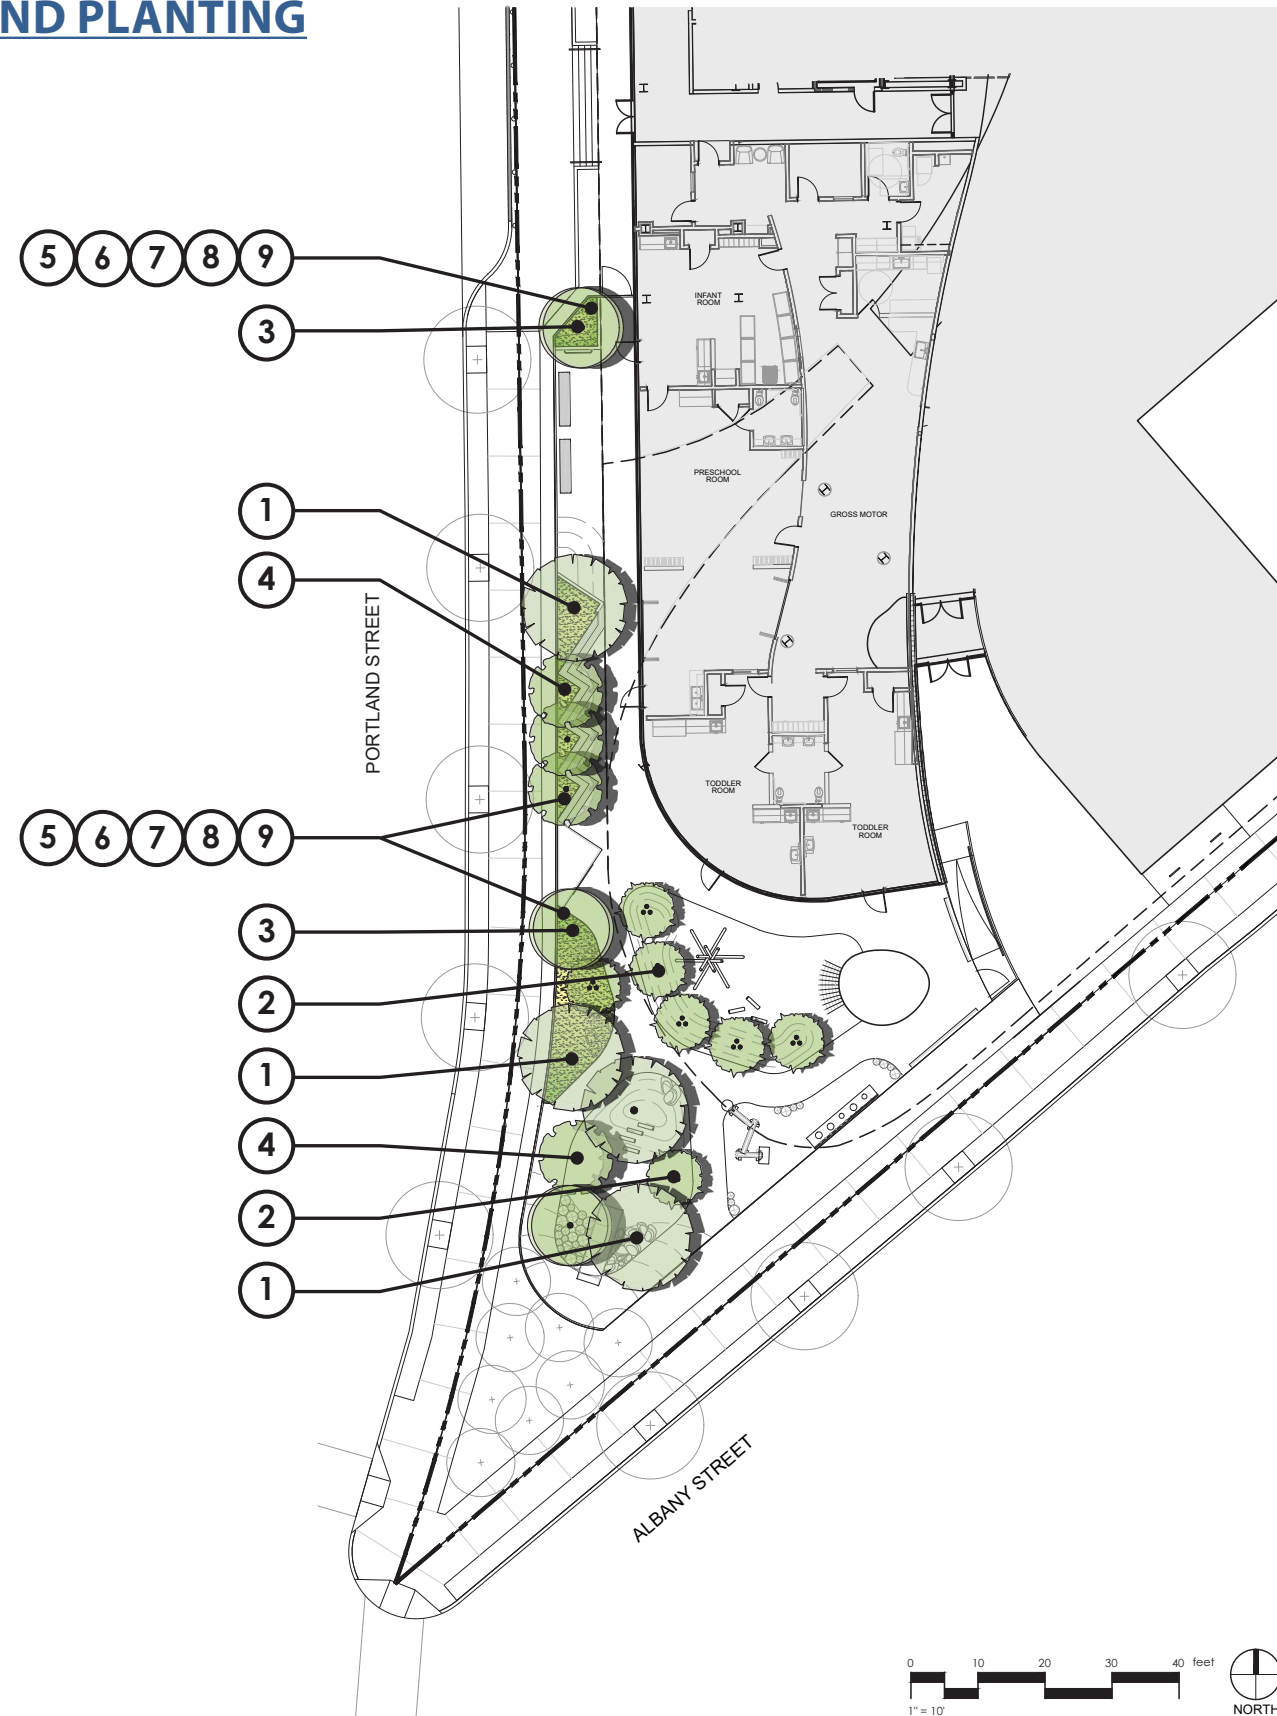 ND PLANTING
5 6 7 8 9
3
INFANT
ROOM
1
4
PRESCHOOL
ROOM
GROSS MOTOR
PORTLAND STREET
TODDLER
ROOM
TODDLER
ROOM
5 6 7 8 9
3
2
1
4
2
1
ALBANY STREET
0 10 20 30 40 feet
1" = 10'
NORTH